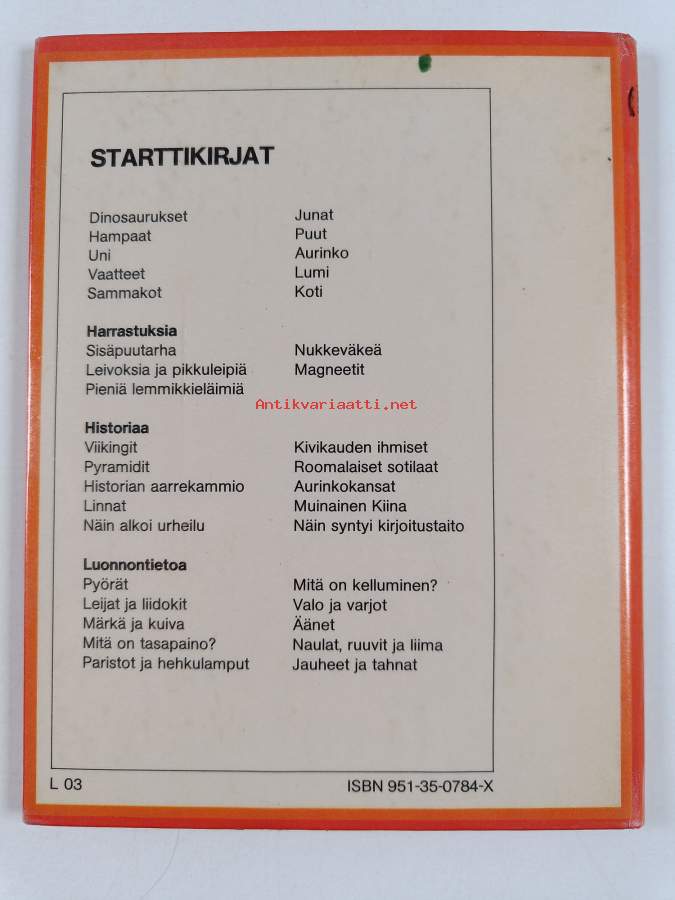 STARTTIKIRJAT
Dinosaurukset Junat
Hampaat Puut
Uni Aurinko
Vaatteet Lumi
Sammakot Koti
Harrastuksia
Sisäpuutarha Nukkeväkeä
Leivoksia ja pikkuleipiä Magneetit
Pieniä lemmikkieläimiä
Antikvariaatti.net
Historiaa
Viikingit Kivikauden ihmiset
Pyramidit Roomalaiset sotilaat
Historian aarrekammio Aurinkokansat
Linnat Muinainen Kiina
Näin alkoi urheilu Näin syntyi kirjoitustaito
Luonnontietoa
Pyörät Mitä on kelluminen?
Leijat ja liidokit Valo ja varjot
Märkä ja kuiva Äänet
Mitä on tasapaino? Naulat, ruuvit ja liima
Paristot ja hehkulamput Jauheet ja tahnat
L 03 ISBN 951-35-0784-X